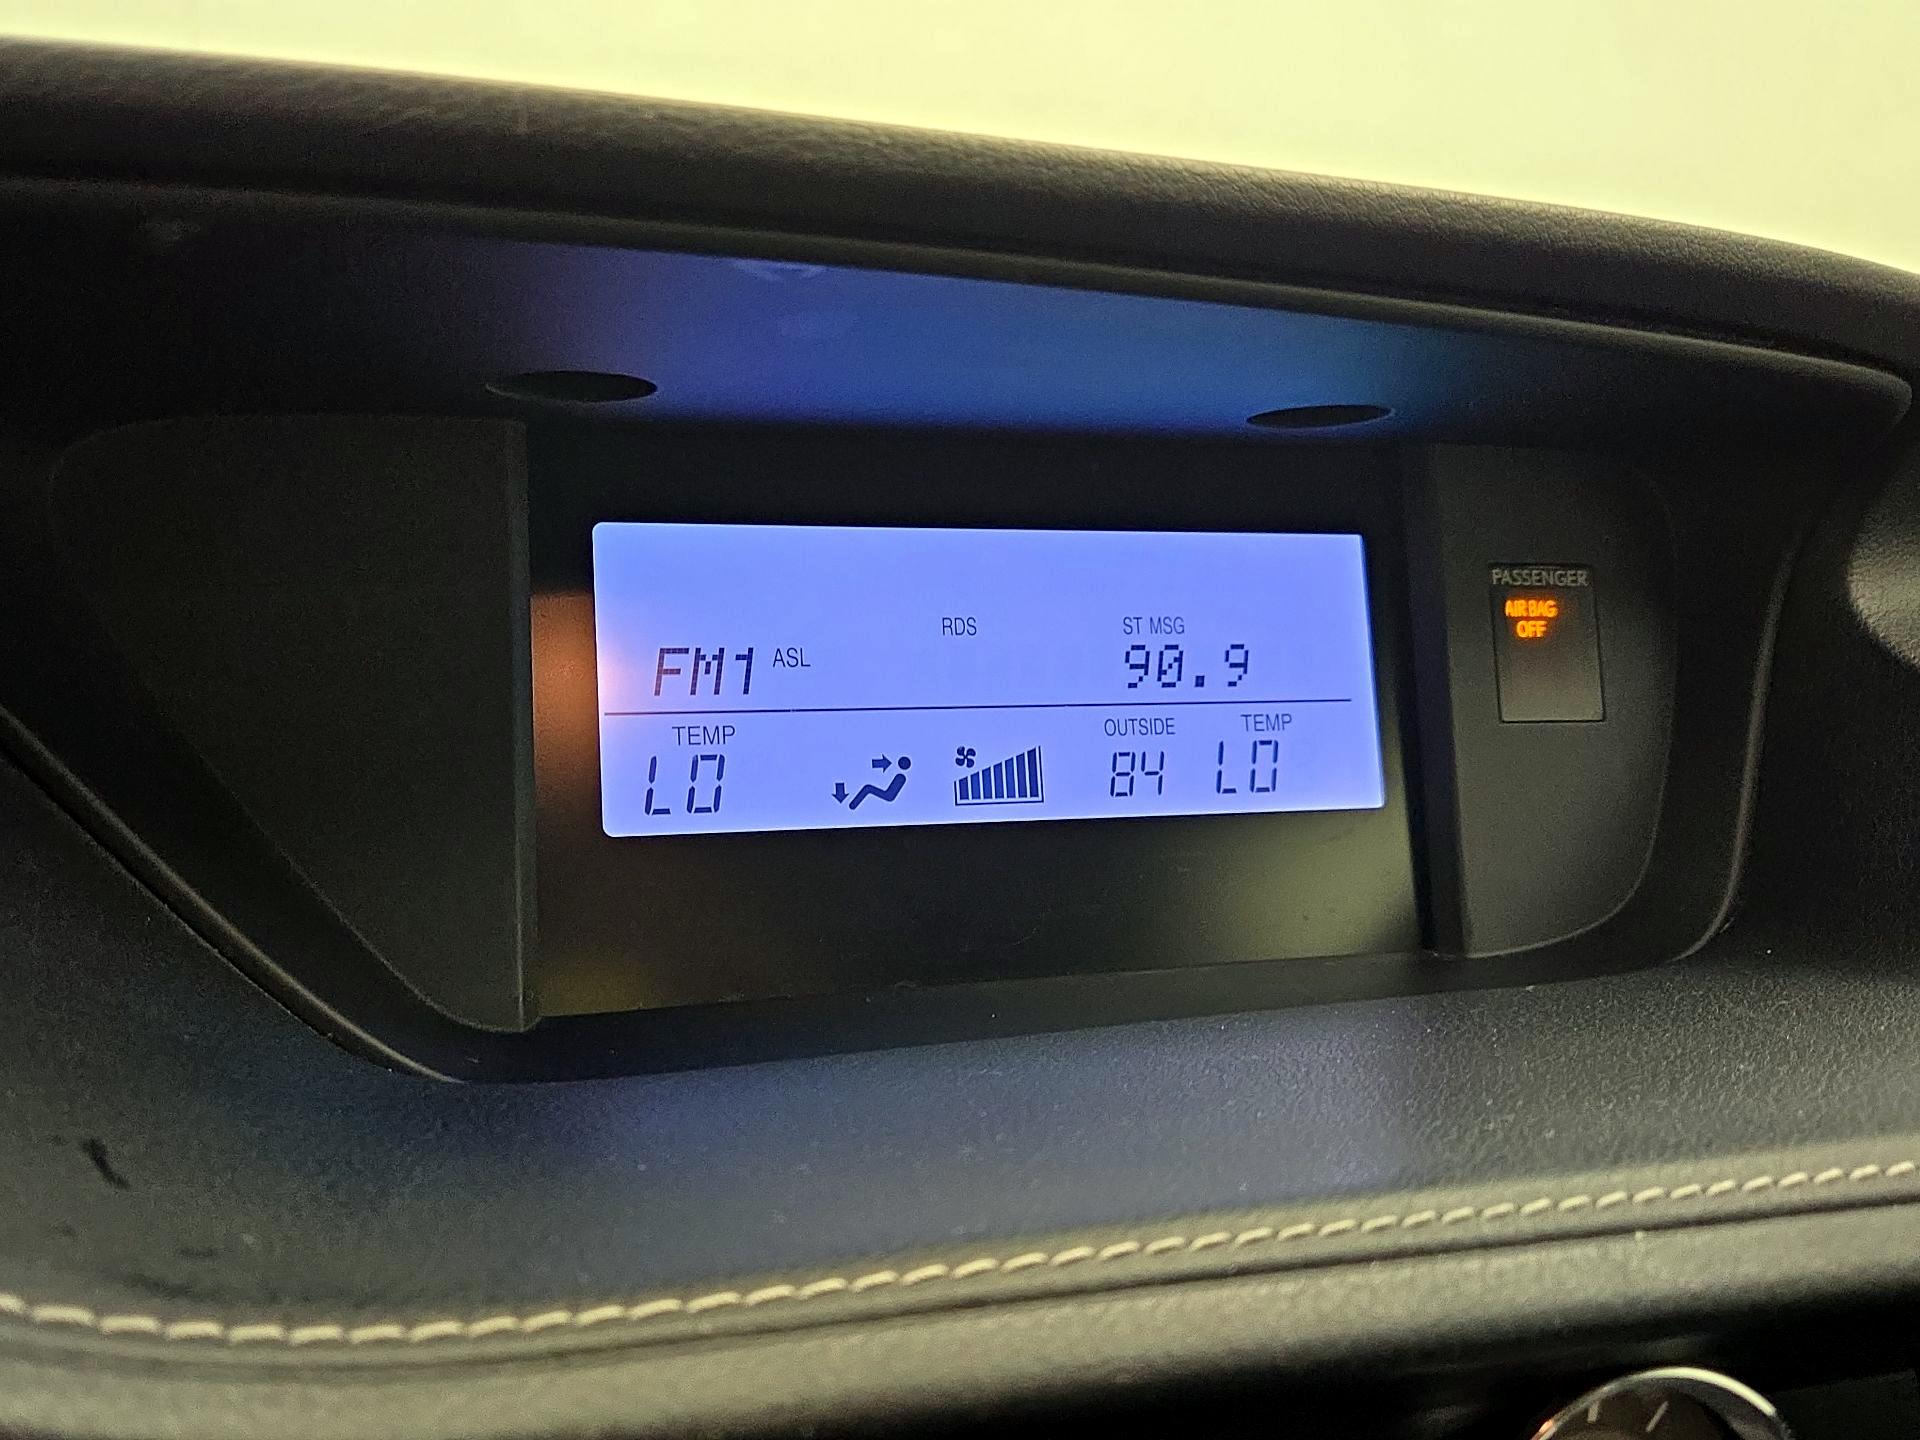 RDS
ST MSG
FM1 ASL
90.9
TEMP
LO
OUTSIDE
84
TEMP
LO
PASSENGER
AIR BAG
OFF